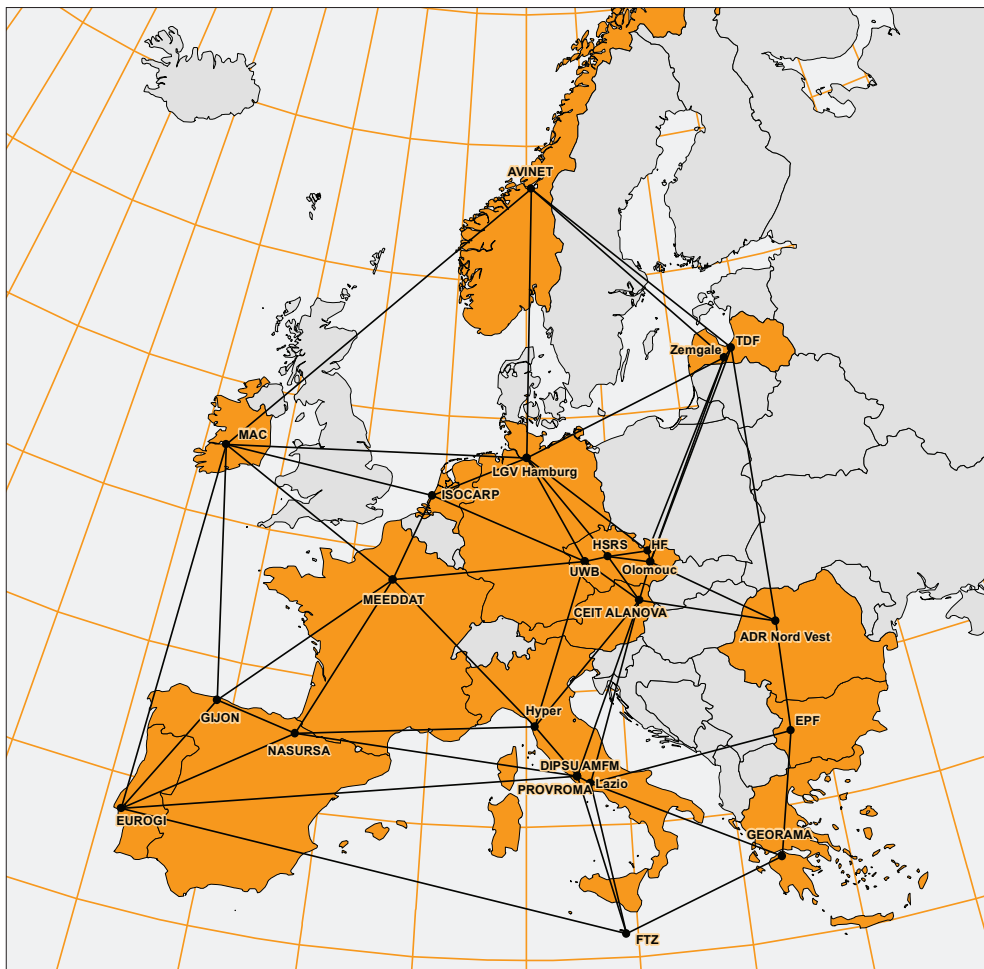 AVINET
TDF
Zemgale
MAC
LGV Hamburg
ISOCARP
HSRS
HF
UWB
Olomouc
MEEDDAT
CEIT ALANOVA
ADR Nord Vest
GIJON
Hyper
EPF
NASURSA
DIPSU AMFM
PROVROMA
Lazio
EUROGI
GEORAMA
FTZ